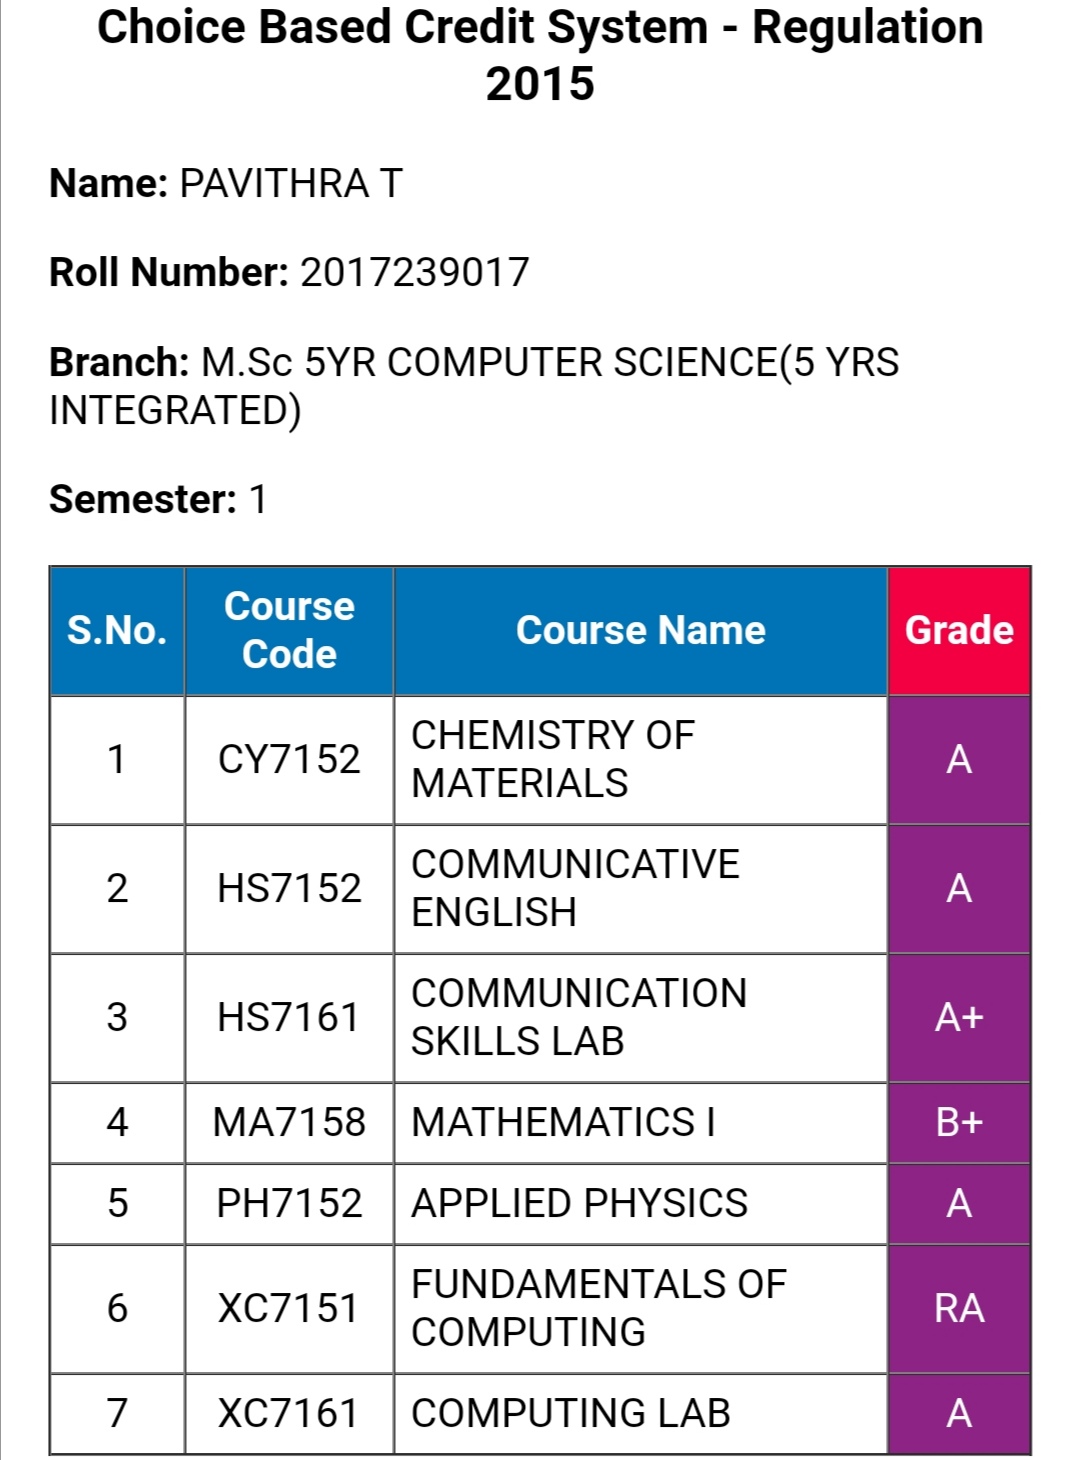 Choice Based Credit System - Regulation
2015
Name: PAVITHRA T
Roll Number: 2017239017
Branch: M.Sc 5YR COMPUTER SCIENCE(5 YRS
INTEGRATED)
Semester: 1
S.No. Course Code Course Name Grade
1 CY7152 CHEMISTRY OF MATERIALS A
2 HS7152 COMMUNICATIVE ENGLISH A
3 HS7161 COMMUNICATION SKILLS LAB A+
4 MA7158 MATHEMATICS I B+
5 PH7152 APPLIED PHYSICS A
6 XC7151 FUNDAMENTALS OF COMPUTING RA
7 XC7161 COMPUTING LAB A